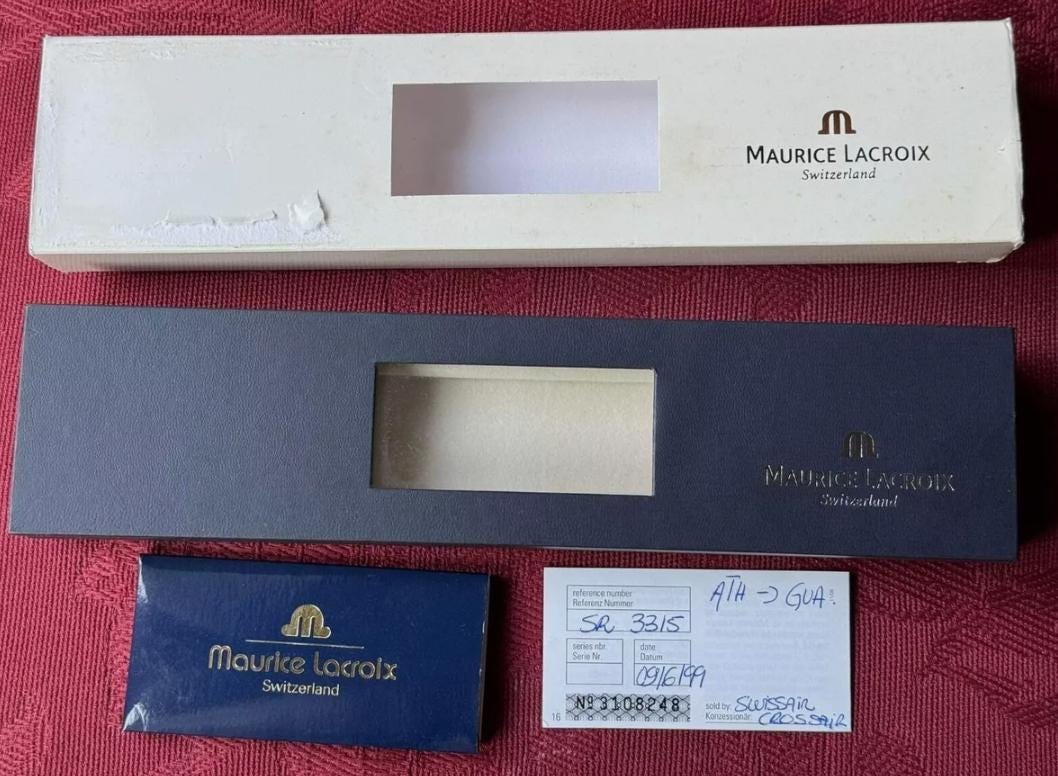 MAURICE LACROIX
Switzerland
MAURICE LACROIX
Switzerland
Maurice Lacroix
Switzerland
reference number
Referenz Nummer
SR 3315
ATH → GVA.
series nbr.
Serie Nr.
date
Datum
09/6/99
Nº 3108248
16
sold by:
Konzessionär:
SWISSAIR
CROSSAIR